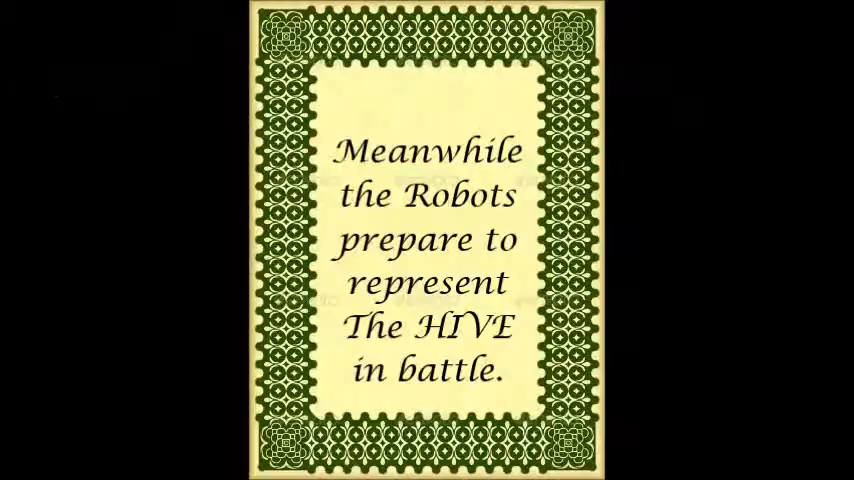 Meanwhile
the Robots
prepare to
represent
The HIVE
in battle.